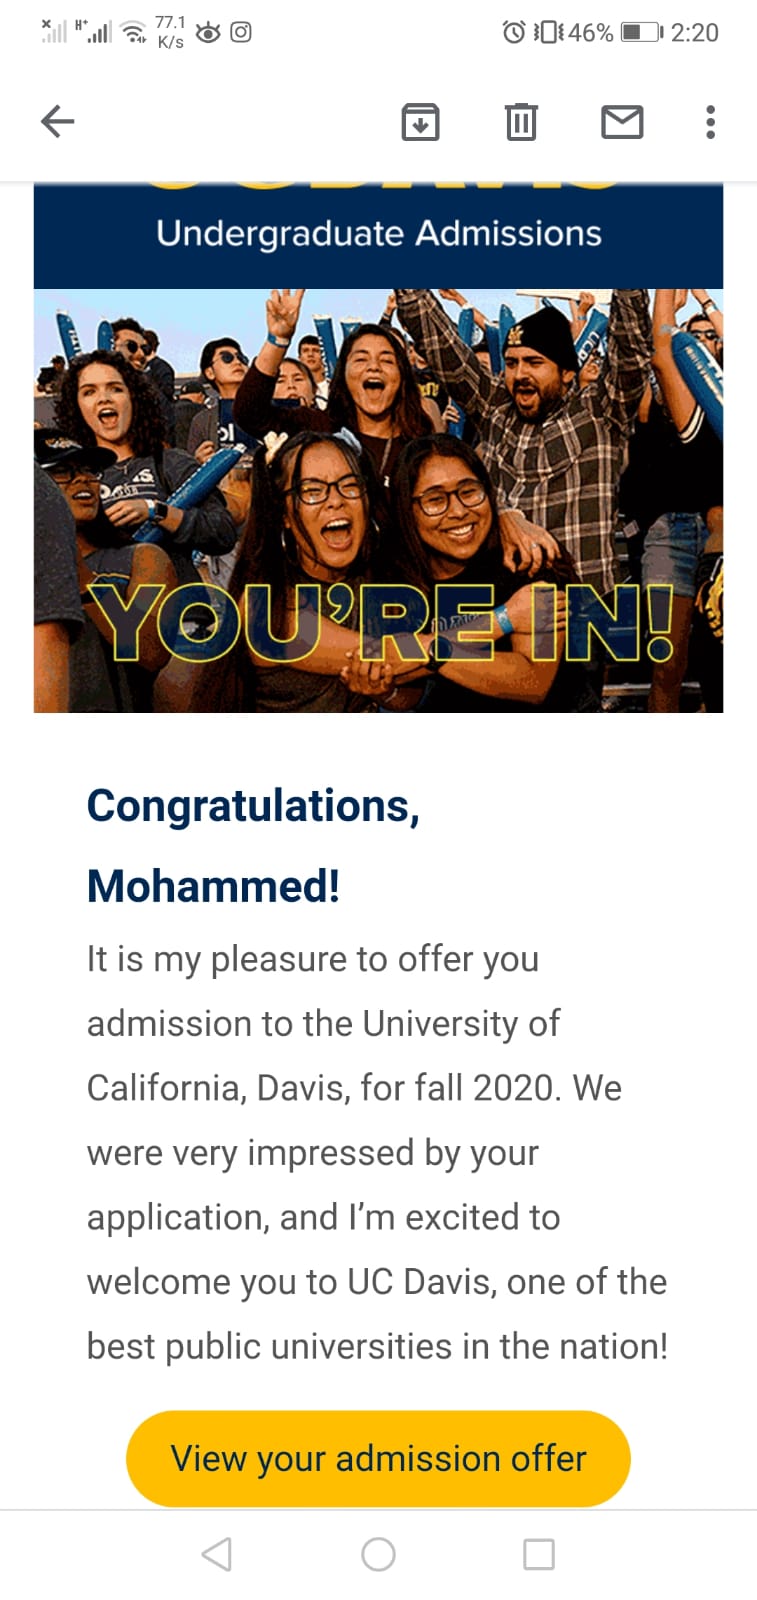 77.1
K/s
H+
46%
2:20
Undergraduate Admissions
YOU'RE IN!
Congratulations,
Mohammed!
It is my pleasure to offer you
admission to the University of
California, Davis, for fall 2020. We
were very impressed by your
application, and I'm excited to
welcome you to UC Davis, one of the
best public universities in the nation!
View your admission offer